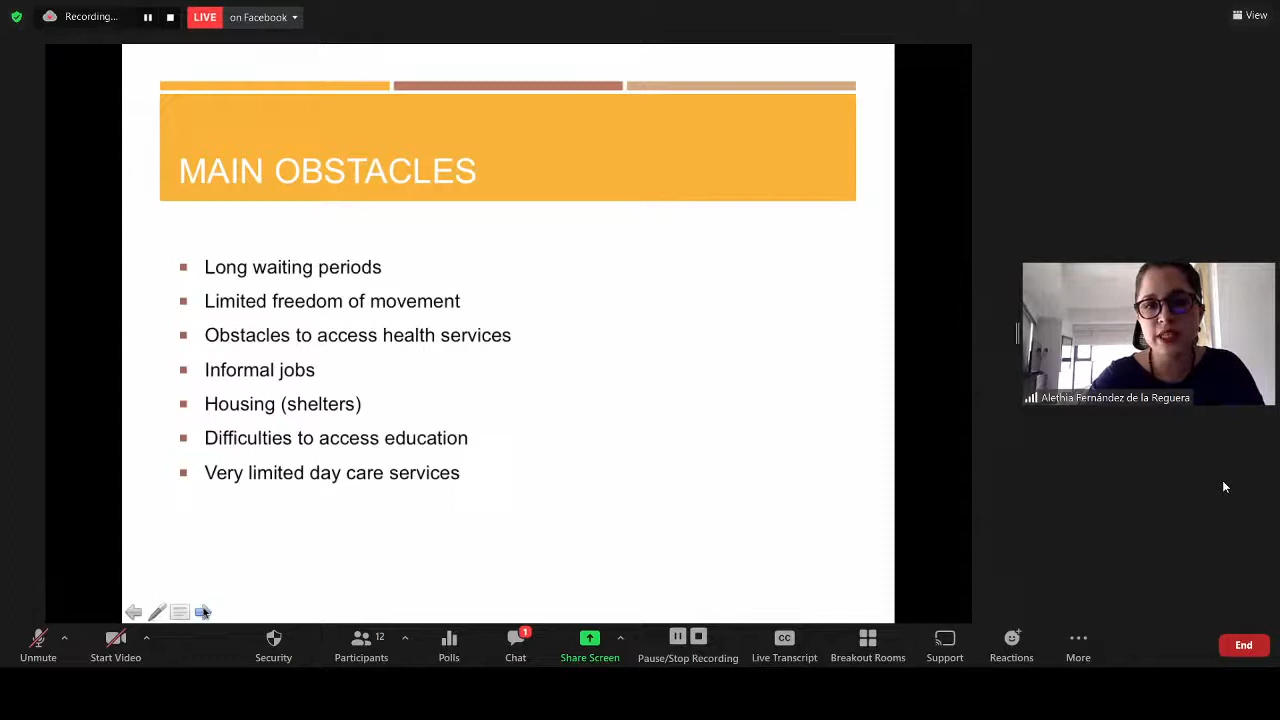 Recording...
LIVE on Facebook
View
MAIN OBSTACLES
Long waiting periods
Limited freedom of movement
Obstacles to access health services
Informal jobs
Housing (shelters)
Difficulties to access education
Very limited day care services
Alethia Fernández de la Reguera
Unmute
Start Video
Security
12
Participants
Polls
1
Chat
Share Screen
Pause/Stop Recording
CC
Live Transcript
Breakout Rooms
Support
Reactions
More
End